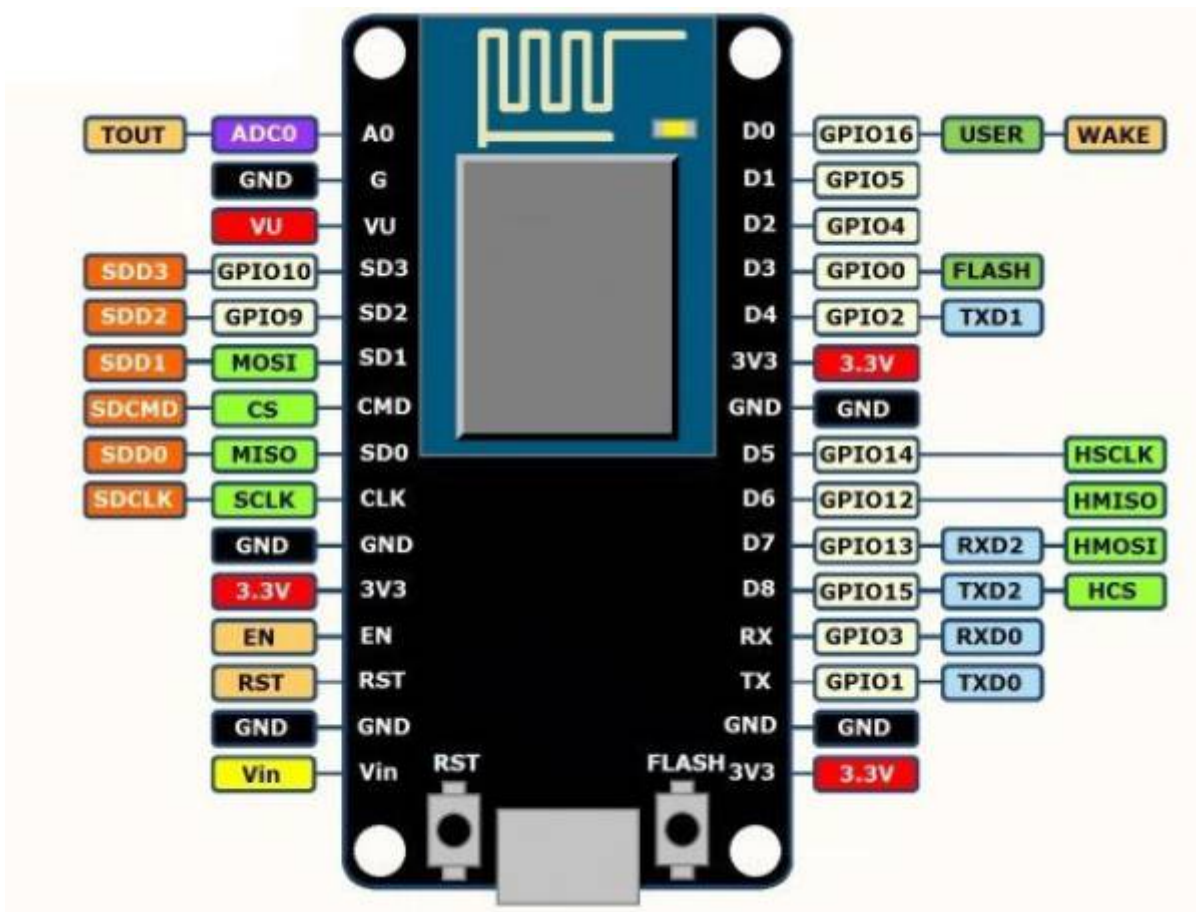 TOUT ADC0 A0 D0 GPIO16 USER WAKE
GND G D1 GPIO5
VU VU D2 GPIO4
SDD3 GPIO10 SD3 D3 GPIO0 FLASH
SDD2 GPIO9 SD2 D4 GPIO2 TXD1
SDD1 MOSI SD1 3V3 3.3V
SDCMD CS CMD GND GND
SDD0 MISO SD0 D5 GPIO14 HSCLK
SDCLK SCLK CLK D6 GPIO12 HMISO
GND GND D7 GPIO13 RXD2 HMOSI
3.3V 3V3 D8 GPIO15 TXD2 HCS
EN EN RX GPIO3 RXD0
RST RST TX GPIO1 TXD0
GND GND GND GND
Vin Vin RST FLASH 3V3 3.3V